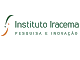 Instituto Iracema
PESQUISA E INOVAÇÃO